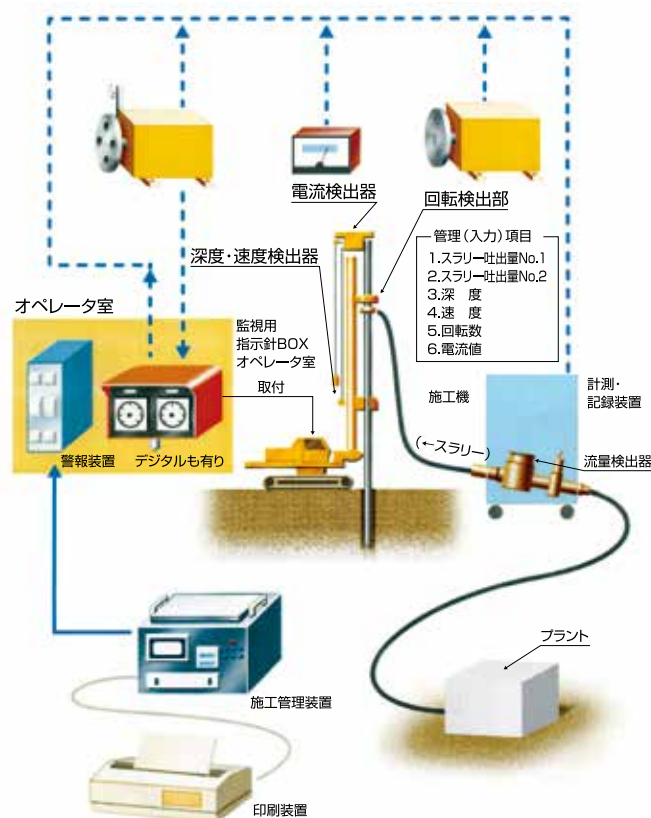 電流検出器
回転検出部
深度・速度検出器
管理(入力)項目
1.スラリー吐出量No.1
2.スラリー吐出量No.2
3.深　度
4.速　度
5.回転数
6.電流値
オペレータ室
監視用
指示計BOX
オペレータ室
取付
警報装置
デジタルも有り
施工機
計測・
記録装置
(←スラリー)
流量検出器
プラント
施工管理装置
印刷装置